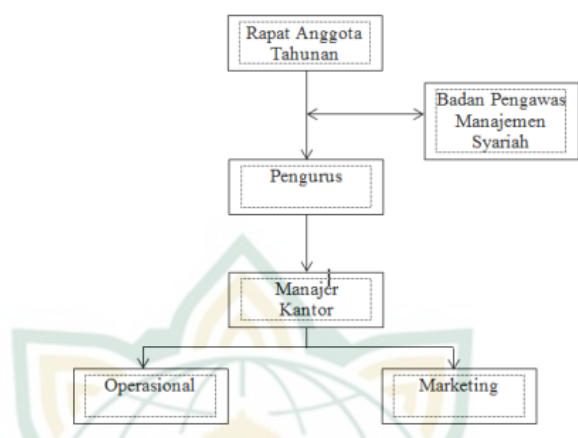 Rapat Anggota
Tahunan
Badan Pengawas
Manajemen
Syariah
Pengurus
Manajer
Kantor
Operasional
Marketing